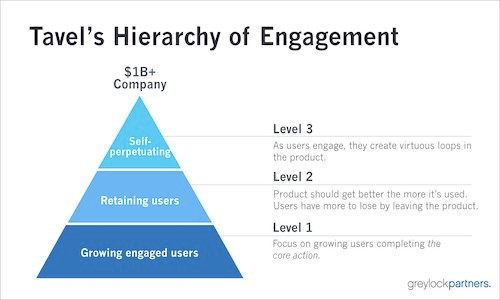 Tavel's Hierarchy of Engagement
$1B+
Company
Self-
perpetuating
Level 3
As users engage, they create virtuous loops in
the product.
Retaining users
Level 2
Product should get better the more it's used.
Users have more to lose by leaving the product.
Growing engaged users
Level 1
Focus on growing users completing the
core action.
greylockpartners.